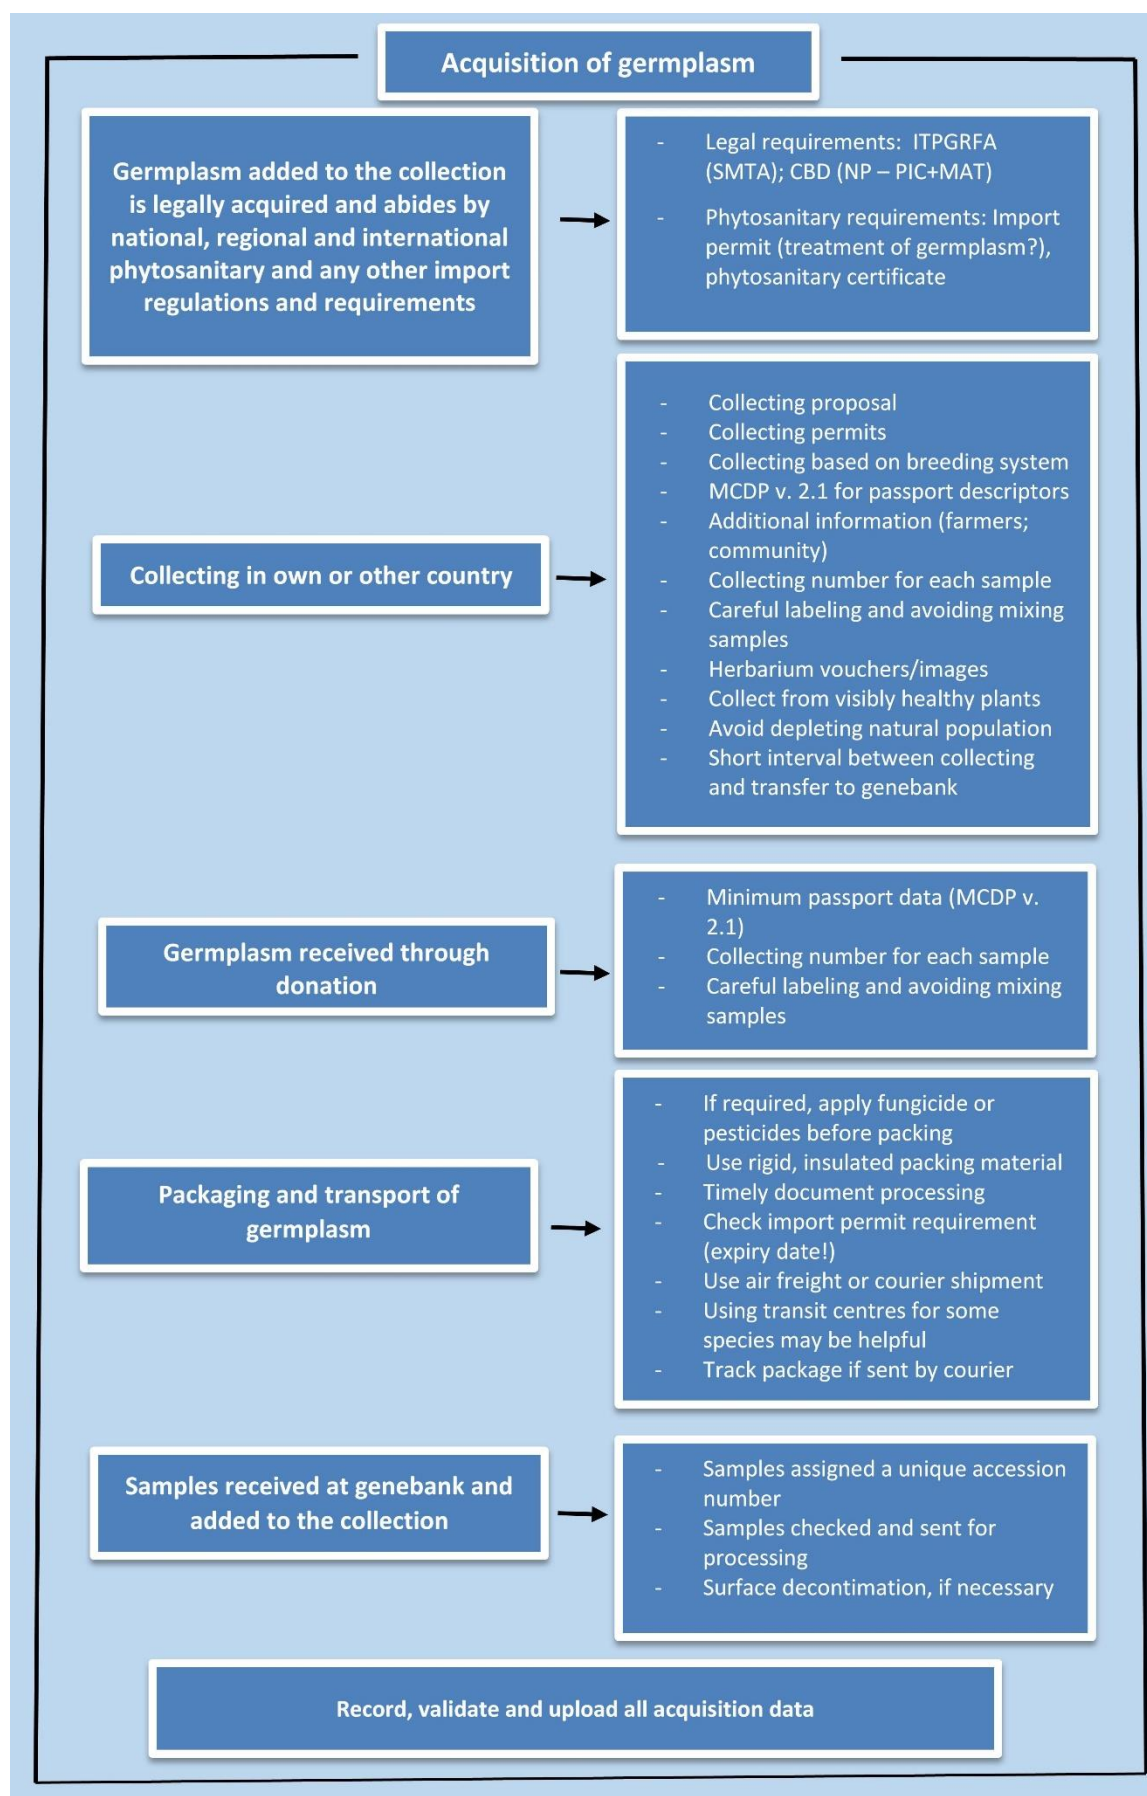 Acquisition of germplasm
Germplasm added to the collection
is legally acquired and abides by
national, regional and international
phytosanitary and any other import
regulations and requirements
- Legal requirements: ITPGRFA
(SMTA); CBD (NP – PIC+MAT)
- Phytosanitary requirements: Import
permit (treatment of germplasm?),
phytosanitary certificate
Collecting in own or other country
- Collecting proposal
- Collecting permits
- Collecting based on breeding system
- MCDP v. 2.1 for passport descriptors
- Additional information (farmers;
community)
- Collecting number for each sample
- Careful labeling and avoiding mixing
samples
- Herbarium vouchers/images
- Collect from visibly healthy plants
- Avoid depleting natural population
- Short interval between collecting
and transfer to genebank
Germplasm received through
donation
- Minimum passport data (MCDP v.
2.1)
- Collecting number for each sample
- Careful labeling and avoiding mixing
samples
Packaging and transport of
germplasm
- If required, apply fungicide or
pesticides before packing
- Use rigid, insulated packing material
- Timely document processing
- Check import permit requirement
(expiry date!)
- Use air freight or courier shipment
- Using transit centres for some
species may be helpful
- Track package if sent by courier
Samples received at genebank and
added to the collection
- Samples assigned a unique accession
number
- Samples checked and sent for
processing
- Surface decontimation, if necessary
Record, validate and upload all acquisition data